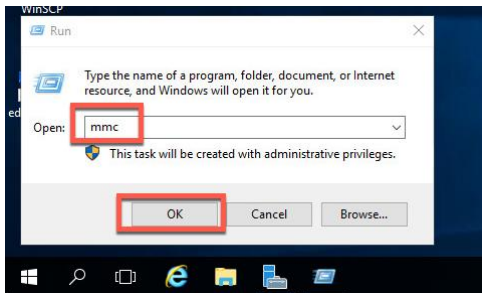 WinSCP
Run
Type the name of a program, folder, document, or Internet
resource, and Windows will open it for you.
ed
Open: mmc
This task will be created with administrative privileges.
OK Cancel Browse...